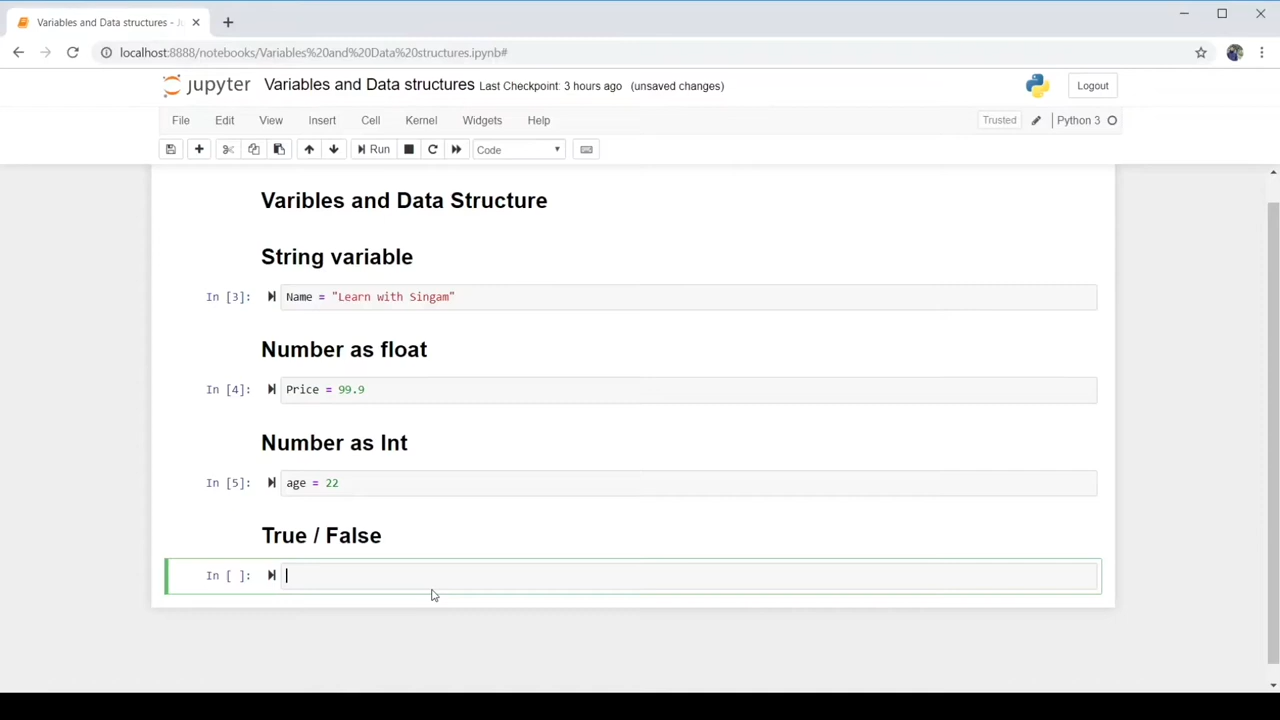 Variables and Data structures - Ju
localhost:8888/notebooks/Variables%20and%20Data%20structures.ipynb#
jupyter Variables and Data structures Last Checkpoint: 3 hours ago (unsaved changes) Logout
File Edit View Insert Cell Kernel Widgets Help Trusted Python 3
Run Code
Varibles and Data Structure
String variable
In [3]: Name = "Learn with Singam"
Number as float
In [4]: Price = 99.9
Number as Int
In [5]: age = 22
True / False
In [ ]: